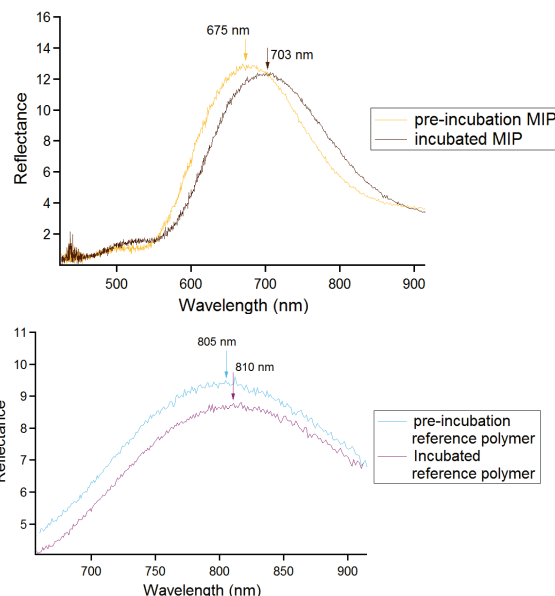 675 nm
703 nm
16
14
12
10
8
6
4
2
Reflectance
500
600
700
800
900
Wavelength (nm)
pre-incubation MIP
incubated MIP
805 nm
810 nm
11
10
9
8
7
6
5
Reflectance
700
750
800
850
900
Wavelength (nm)
pre-incubation
reference polymer
Incubated
reference polymer